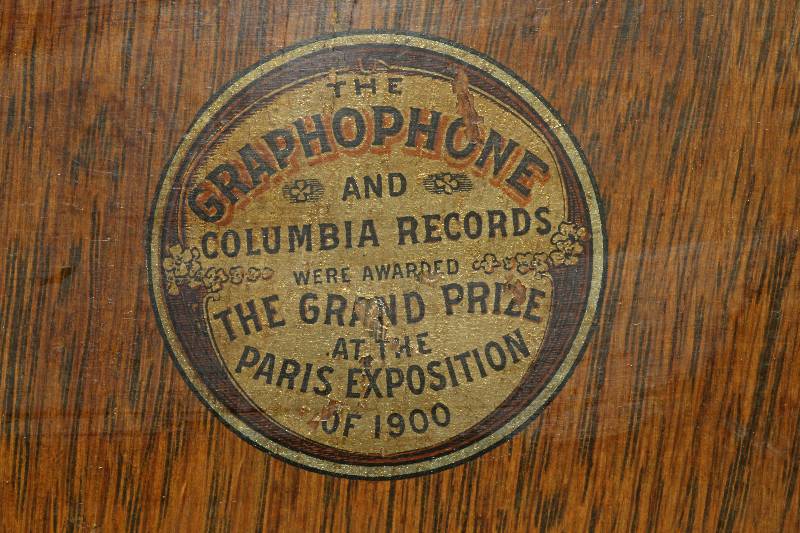 THE
GRAPHOPHONE
AND
COLUMBIA RECORDS
WERE AWARDED
THE GRAND PRIZE
AT THE
PARIS EXPOSITION
OF 1900